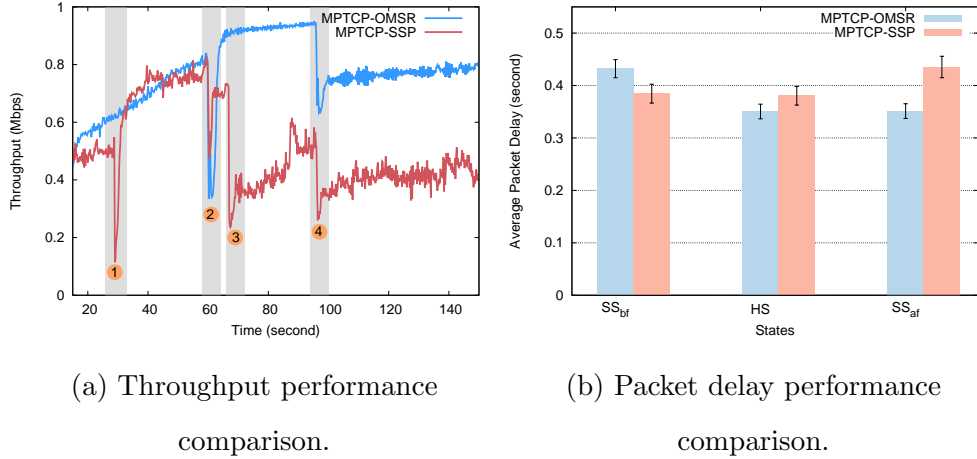 MPTCP-OMSR
MPTCP-SSP
1
0.8
0.6
0.4
0.2
0
Throughput (Mbps)
1
2
3
4
20
40
60
80
100
120
140
Time (second)
(a) Throughput performance
comparison.
MPTCP-OMSR
MPTCP-SSP
0.5
0.4
0.3
0.2
0.1
0
Average Packet Delay (second)
SSbf
HS
SSaf
States
(b) Packet delay performance
comparison.